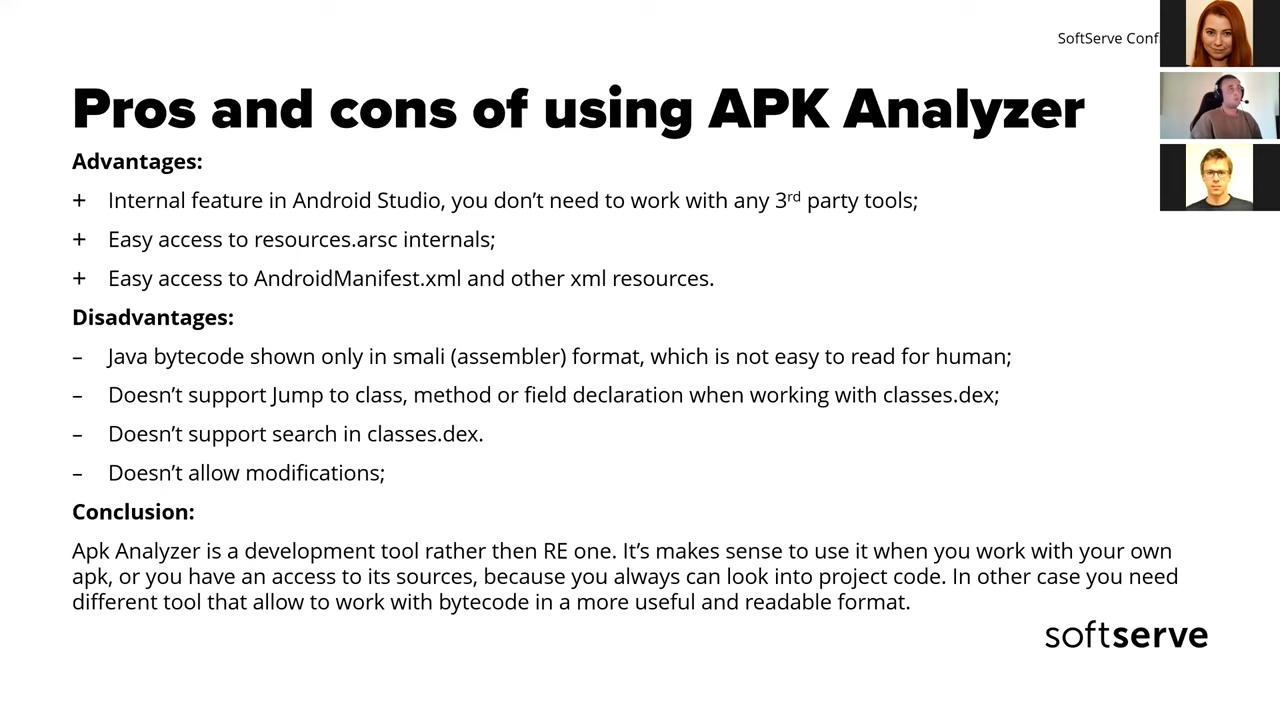 SoftServe Conf
Pros and cons of using APK Analyzer
Advantages:
+ Internal feature in Android Studio, you don’t need to work with any 3rd party tools;
+ Easy access to resources.arsc internals;
+ Easy access to AndroidManifest.xml and other xml resources.
Disadvantages:
– Java bytecode shown only in smali (assembler) format, which is not easy to read for human;
– Doesn’t support Jump to class, method or field declaration when working with classes.dex;
– Doesn’t support search in classes.dex.
– Doesn’t allow modifications;
Conclusion:
Apk Analyzer is a development tool rather then RE one. It’s makes sense to use it when you work with your own
apk, or you have an access to its sources, because you always can look into project code. In other case you need
different tool that allow to work with bytecode in a more useful and readable format.
softserve